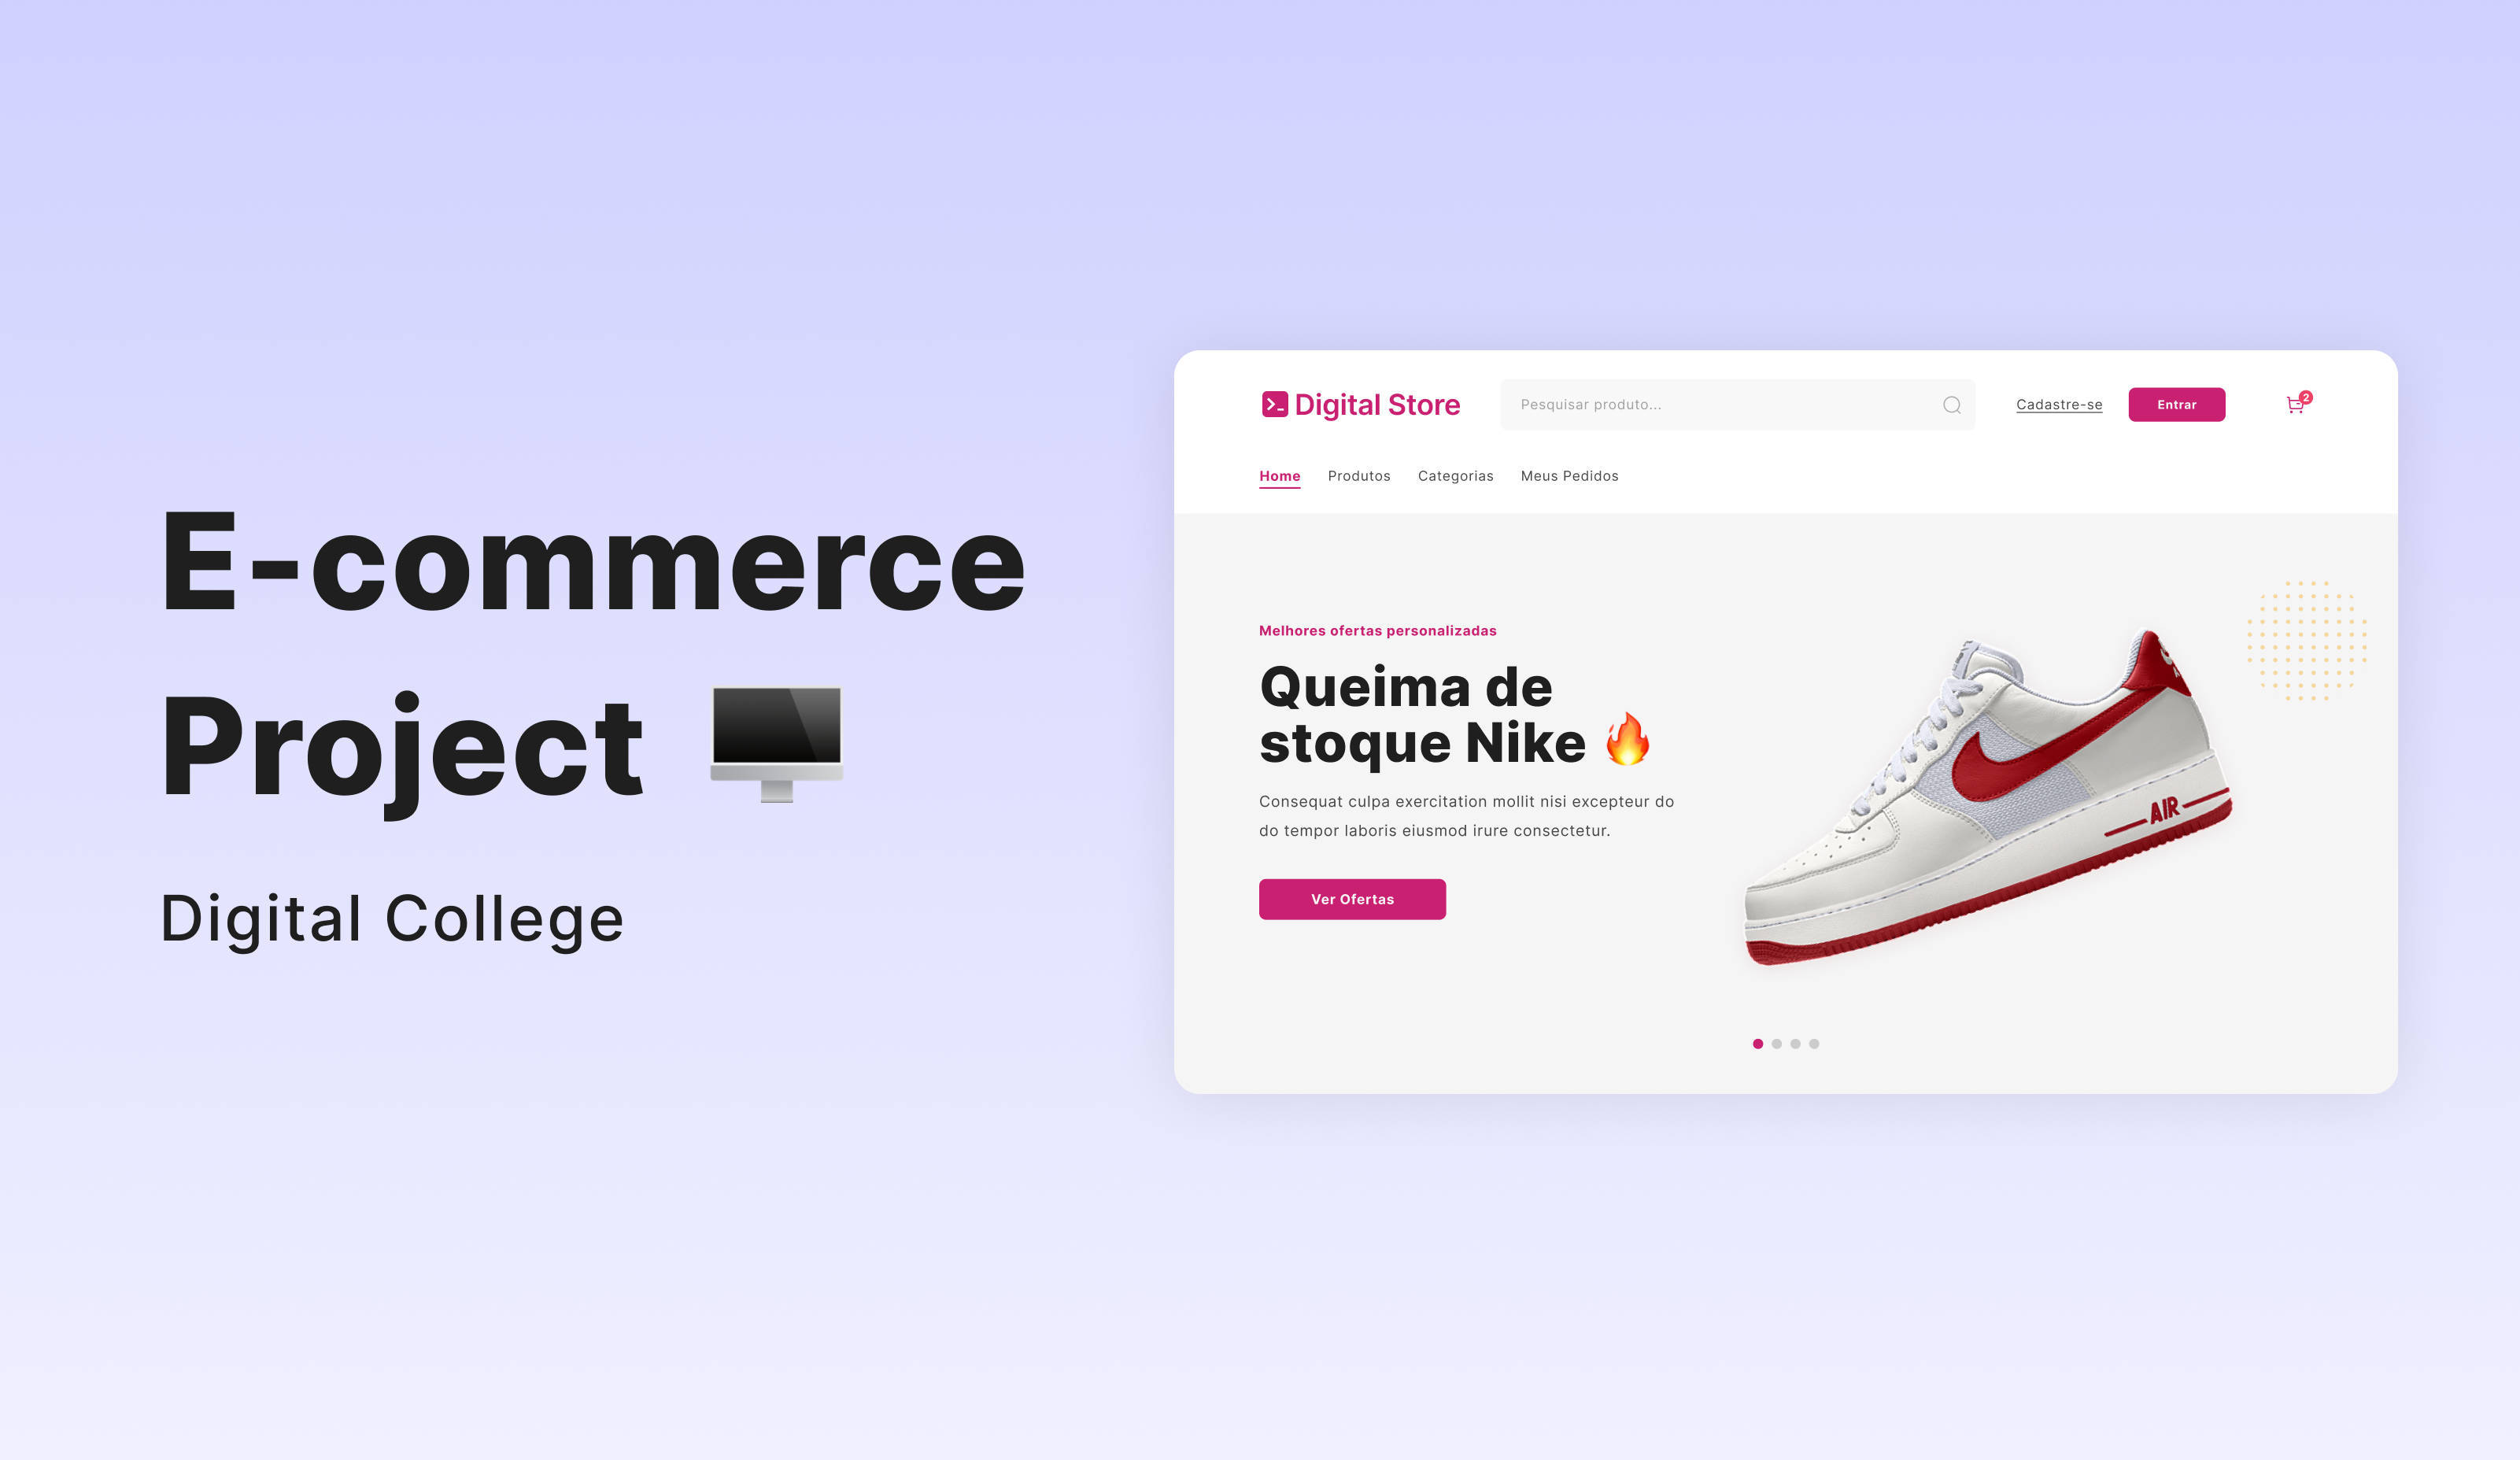 E-commerce
Project
Digital College
Digital Store
Pesquisar produto...
Cadastre-se
Entrar
2
Home
Produtos
Categorias
Meus Pedidos
Melhores ofertas personalizadas
Queima de
stoque Nike 🔥
Consequat culpa exercitation mollit nisi excepteur do
do tempor laboris eiusmod irure consectetur.
Ver Ofertas
AIR